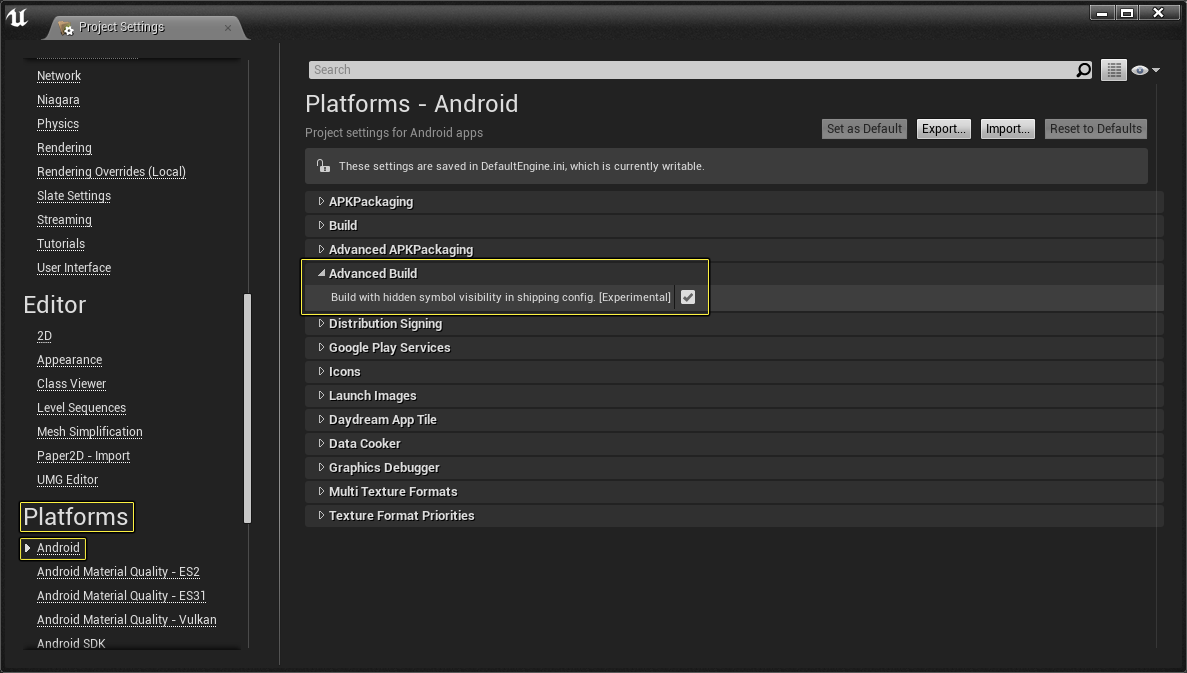 Project Settings
Network
Niagara
Physics
Rendering
Rendering Overrides (Local)
Slate Settings
Streaming
Tutorials
User Interface
Editor
2D
Appearance
Class Viewer
Level Sequences
Mesh Simplification
Paper2D - Import
UMG Editor
Platforms
Android
Android Material Quality - ES2
Android Material Quality - ES31
Android Material Quality - Vulkan
Android SDK
Search
Platforms - Android
Project settings for Android apps
Set as Default
Export...
Import...
Reset to Defaults
These settings are saved in DefaultEngine.ini, which is currently writable.
APKPackaging
Build
Advanced APKPackaging
Advanced Build
Build with hidden symbol visibility in shipping config. [Experimental]
Distribution Signing
Google Play Services
Icons
Launch Images
Daydream App Tile
Data Cooker
Graphics Debugger
Multi Texture Formats
Texture Format Priorities